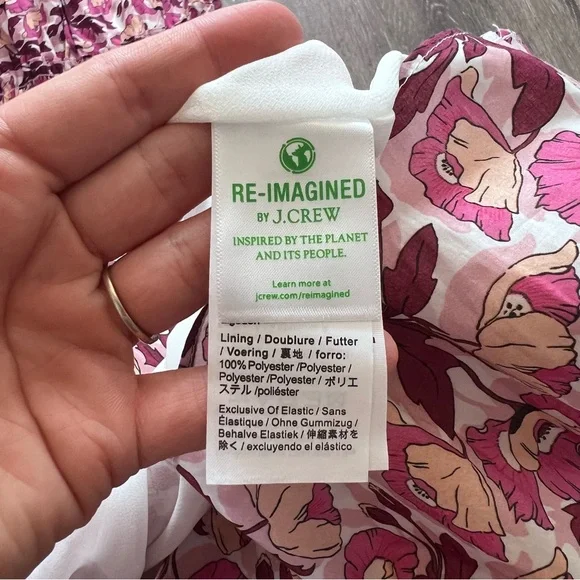 RE-IMAGINED
BY J.CREW
INSPIRED BY THE PLANET
AND ITS PEOPLE.
Learn more at
jcrew.com/reimagined
Lining / Doublure / Futter
/ Voering / 裏地 / forro:
100% Polyester /Polyester /
Polyester /Polyester / ポリエ
ステル /poliéster
Exclusive Of Elastic / Sans
Élastique / Ohne Gummizug /
Behalve Elastiek / 伸縮素材を
除く / excluyendo el elástico